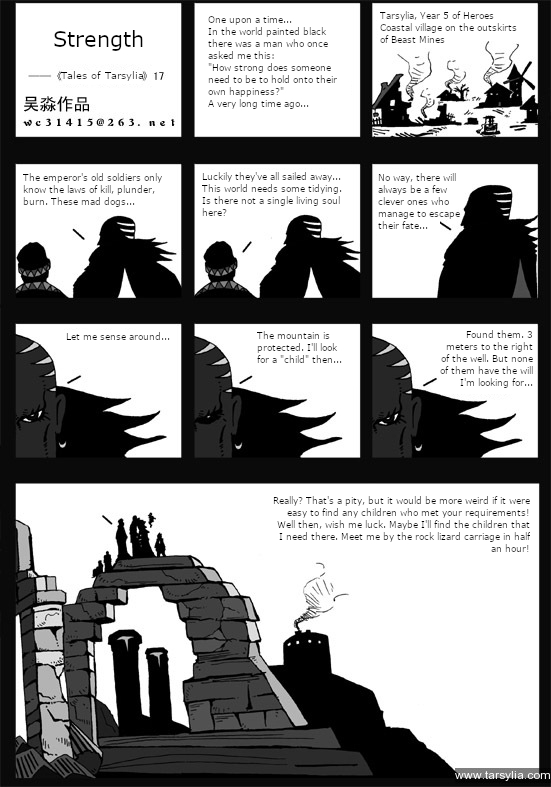 Strength
——《Tales of Tarsylia》 17
吴淼作品
wc31415@263.net
One upon a time...
In the world painted black
there was a man who once
asked me this:
"How strong does someone
need to be to hold onto their
own happiness?"
A very long time ago...
Tarsylia, Year 5 of Heroes
Coastal village on the outskirts
of Beast Mines
The emperor's old soldiers only
know the laws of kill, plunder,
burn. These mad dogs...
Luckily they've all sailed away...
This world needs some tidying.
Is there not a single living soul
here?
No way, there will
always be a few
clever ones who
manage to escape
their fate...
Let me sense around...
The mountain is
protected. I'll look
for a "child" then...
Found them. 3
meters to the right
of the well. But none
of them have the will
I'm looking for...
Really? That's a pity, but it would be more weird if it were
easy to find any children who met your requirements!
Well then, wish me luck. Maybe I'll find the children that
I need there. Meet me by the rock lizard carriage in half
an hour!
www.tarsylia.com